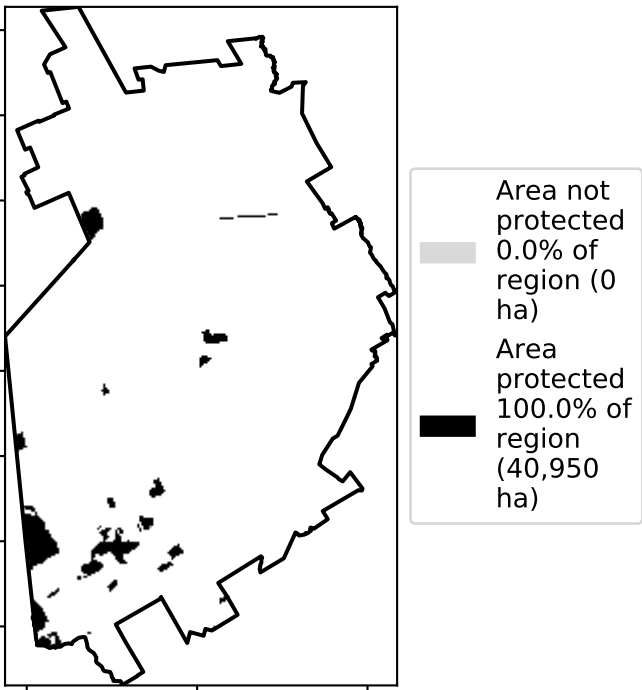 Area not
protected
0.0% of
region (0
ha)
Area
protected
100.0% of
region
(40,950
ha)